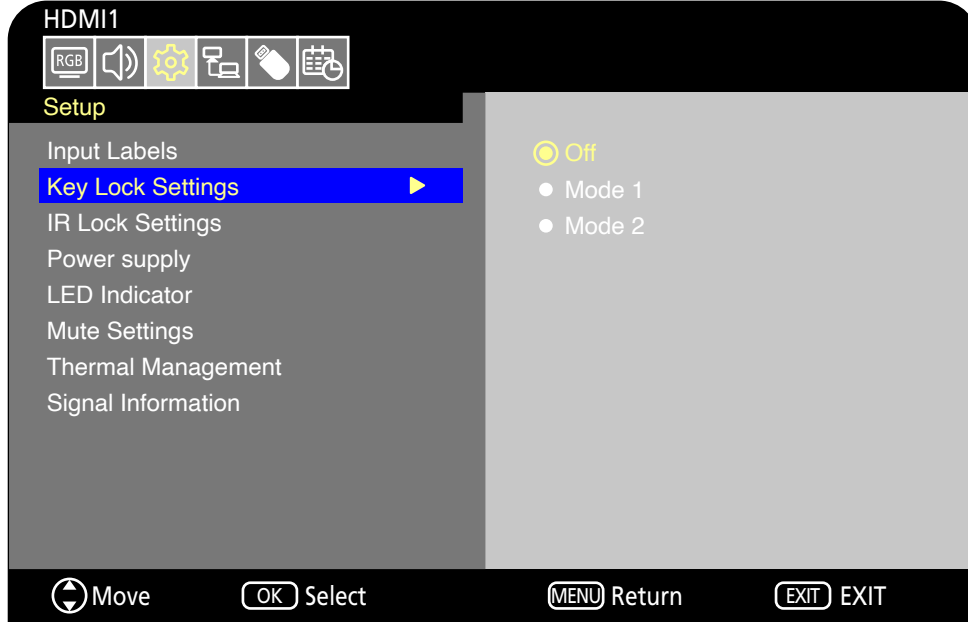 HDMI1
RGB
Setup
Input Labels
Key Lock Settings
IR Lock Settings
Power supply
LED Indicator
Mute Settings
Thermal Management
Signal Information
Off
Mode 1
Mode 2
Move OK Select MENU Return EXIT EXIT